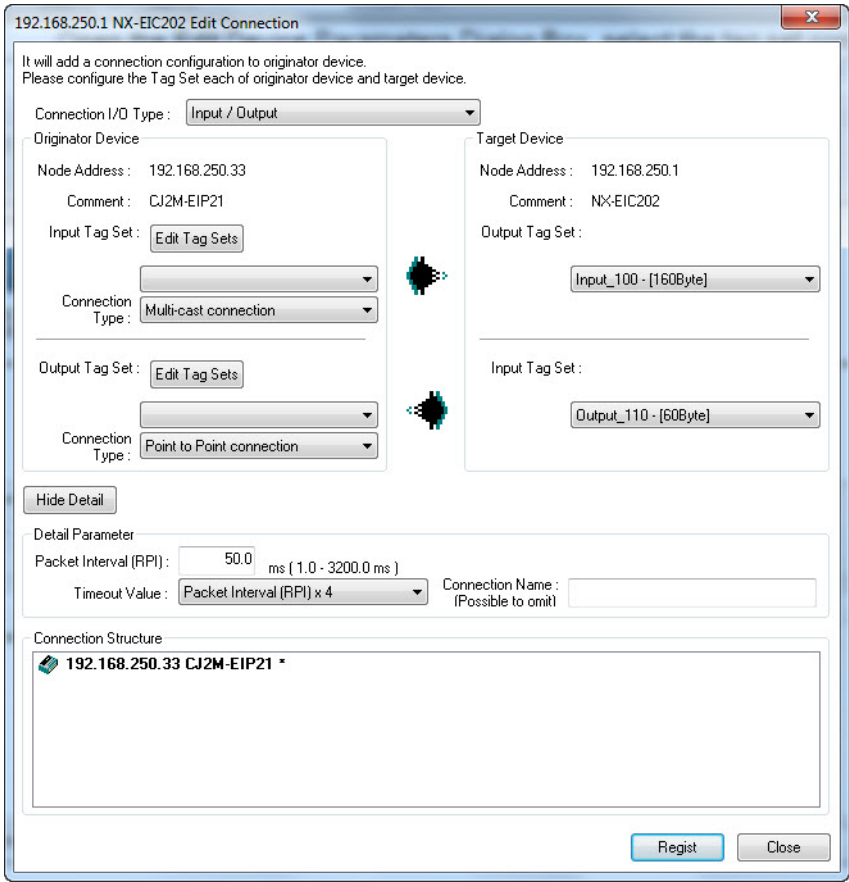 192.168.250.1 NX-EIC202 Edit Connection
It will add a connection configuration to originator device.
Please configure the Tag Set each of originator device and target device.
Connection I/O Type : Input / Output
Originator Device
Node Address : 192.168.250.33
Comment : CJ2M-EIP21
Input Tag Set : Edit Tag Sets
Connection
Type : Multi-cast connection
Output Tag Set : Edit Tag Sets
Connection
Type : Point to Point connection
Target Device
Node Address : 192.168.250.1
Comment : NX-EIC202
Output Tag Set :
Input_100 - [160Byte]
Input Tag Set :
Output_110 - [60Byte]
Hide Detail
Detail Parameter
Packet Interval (RPI) : 50.0 ms ( 1.0 - 3200.0 ms )
Timeout Value : Packet Interval (RPI) x 4
Connection Name :
(Possible to omit)
Connection Structure
192.168.250.33 CJ2M-EIP21 *
Regist Close